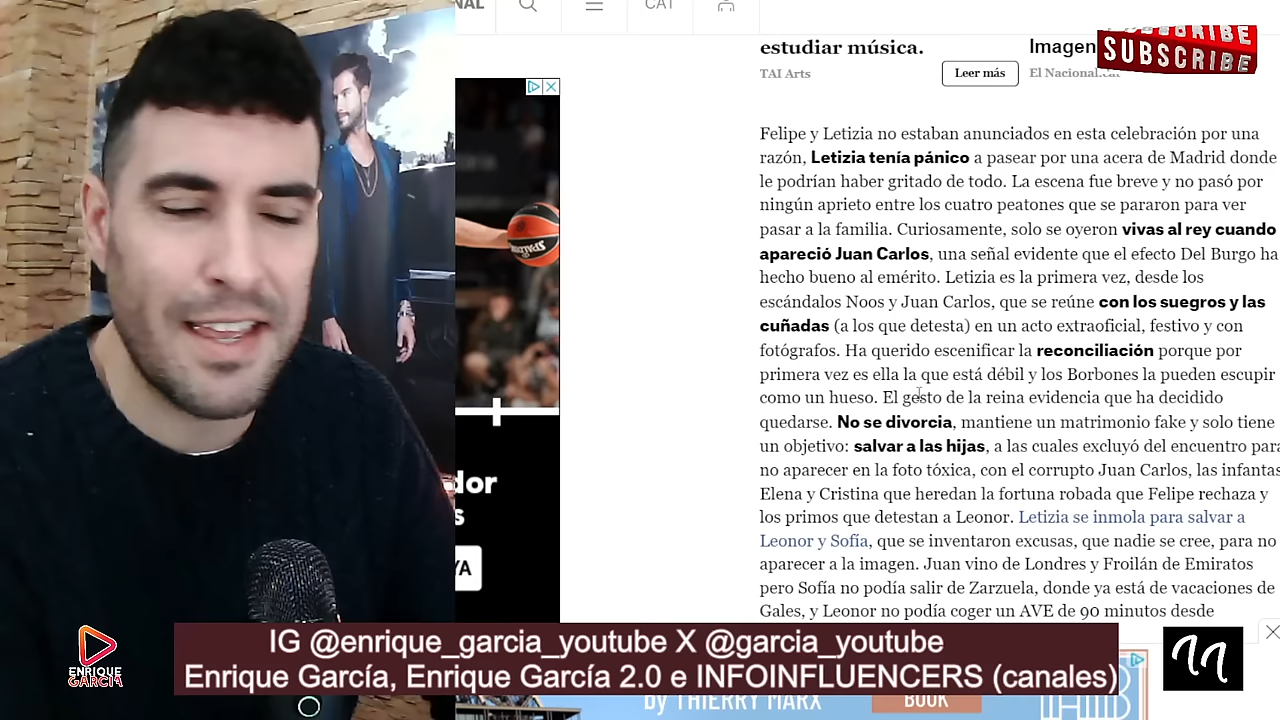 NAL
CAT
SUBSCRIBE
estudiar música.
Imagen
TAI Arts
Leer más
El Nacional.cat
Felipe y Letizia no estaban anunciados en esta celebración por una
razón, Letizia tenía pánico a pasear por una acera de Madrid donde
le podrían haber gritado de todo. La escena fue breve y no pasó por
ningún aprieto entre los cuatro peatones que se pararon para ver
pasar a la familia. Curiosamente, solo se oyeron vivas al rey cuando
apareció Juan Carlos, una señal evidente que el efecto Del Burgo ha
hecho bueno al emérito. Letizia es la primera vez, desde los
escándalos Noos y Juan Carlos, que se reúne con los suegros y las
cuñadas (a los que detesta) en un acto extraoficial, festivo y con
fotógrafos. Ha querido escenificar la reconciliación porque por
primera vez es ella la que está débil y los Borbones la pueden escupir
como un hueso. El gesto de la reina evidencia que ha decidido
quedarse. No se divorcia, mantiene un matrimonio fake y solo tiene
un objetivo: salvar a las hijas, a las cuales excluyó del encuentro para
no aparecer en la foto tóxica, con el corrupto Juan Carlos, las infantas
Elena y Cristina que heredan la fortuna robada que Felipe rechaza y
los primos que detestan a Leonor. Letizia se inmola para salvar a
Leonor y Sofía, que se inventaron excusas, que nadie se cree, para no
aparecer a la imagen. Juan vino de Londres y Froilán de Emiratos
pero Sofía no podía salir de Zarzuela, donde ya está de vacaciones de
Gales, y Leonor no podía coger un AVE de 90 minutos desde
SPALDING
dor
s
YA
IG @enrique_garcia_youtube X @garcia_youtube
Enrique García, Enrique García 2.0 e INFOINFLUENCERS (canales)
ENRIQUE
GARCÍA
by THIERRY MARX
BOOK